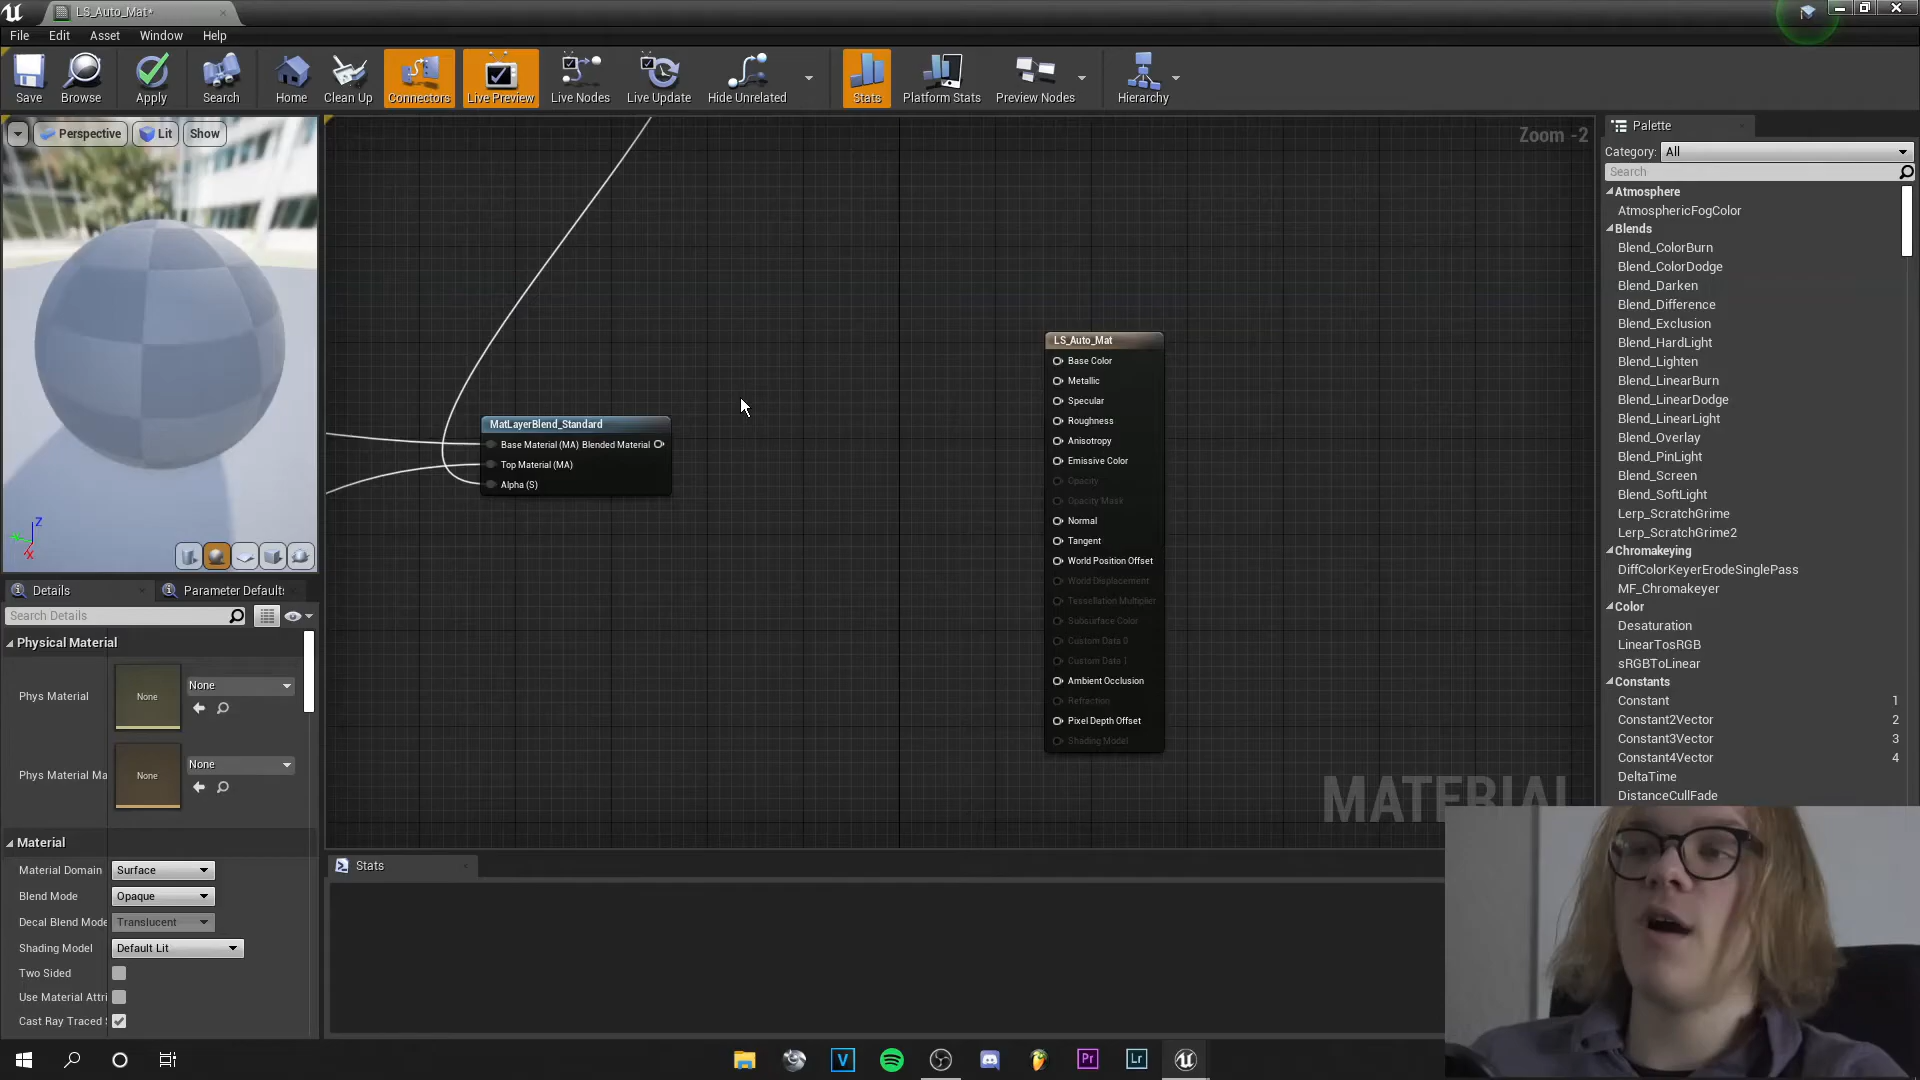 LS_Auto_Mat*
File Edit Asset Window Help
Save Browse Apply Search Home Clean Up Connectors Live Preview Live Nodes Live Update Hide Unrelated Stats Platform Stats Preview Nodes Hierarchy
Perspective Lit Show
Zoom -2
Palette
Category: All
Search
Atmosphere
AtmosphericFogColor
Blends
Blend_ColorBurn
Blend_ColorDodge
Blend_Darken
Blend_Difference
Blend_Exclusion
Blend_HardLight
Blend_Lighten
Blend_LinearBurn
Blend_LinearDodge
Blend_LinearLight
Blend_Overlay
Blend_PinLight
Blend_Screen
Blend_SoftLight
Lerp_ScratchGrime
Lerp_ScratchGrime2
Chromakeying
DiffColorKeyerErodeSinglePass
MF_Chromakeyer
Color
Desaturation
LinearTosRGB
sRGBToLinear
Constants
Constant 1
Constant2Vector 2
Constant3Vector 3
Constant4Vector 4
DeltaTime
DistanceCullFade
MatLayerBlend_Standard
Base Material (MA) Blended Material
Top Material (MA)
Alpha (S)
LS_Auto_Mat
Base Color
Metallic
Specular
Roughness
Anisotropy
Emissive Color
Opacity
Opacity Mask
Normal
Tangent
World Position Offset
World Displacement
Tessellation Multiplier
Subsurface Color
Custom Data 0
Custom Data 1
Ambient Occlusion
Refraction
Pixel Depth Offset
Shading Model
MATERIAL
Z
X
Details Parameter Defaults
Search Details
Physical Material
Phys Material None None
Phys Material Ma None None
Material
Material Domain Surface
Blend Mode Opaque
Decal Blend Mode Translucent
Shading Model Default Lit
Two Sided
Use Material Attri
Cast Ray Traced S
Stats
V
Pr
Lr